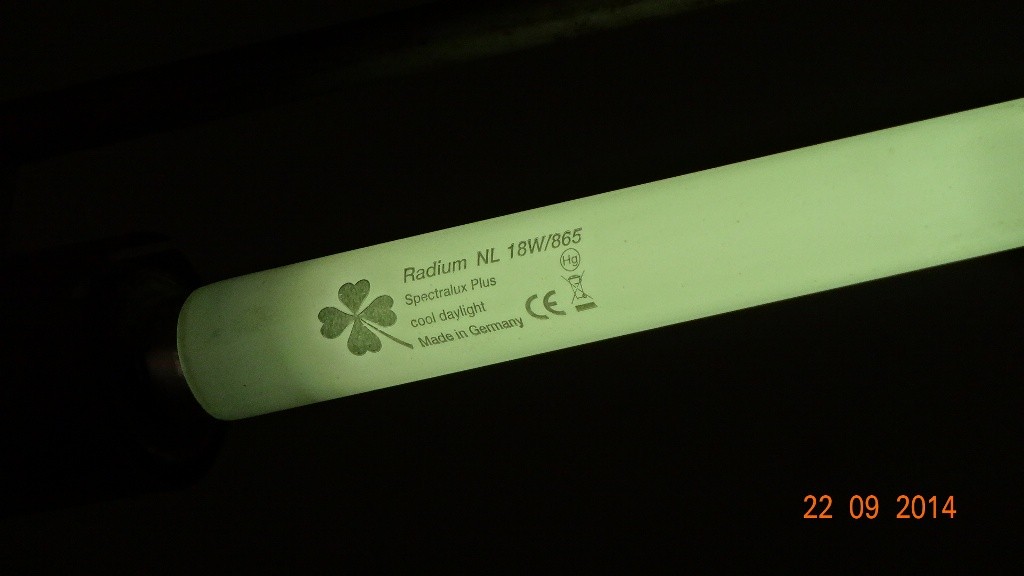 Radium NL 18W/865
Spectralux Plus
cool daylight
Made in Germany
Hg
CE
22 09 2014